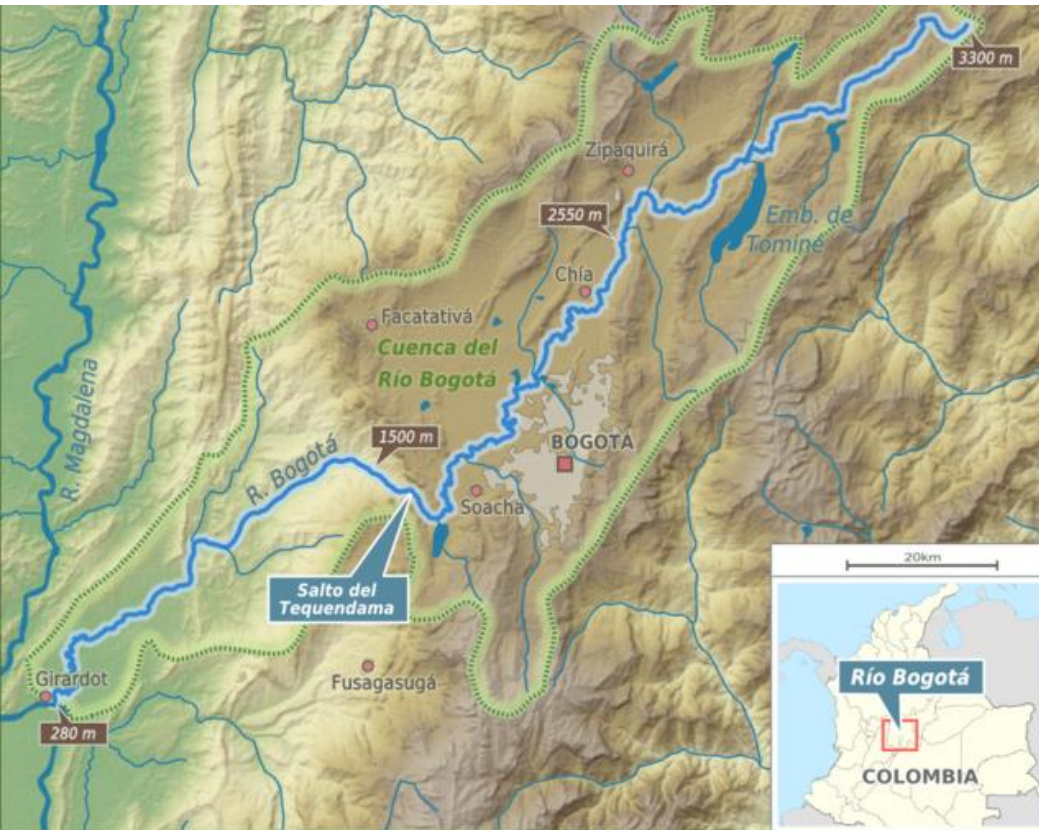 3300 m
Zipaquirá
2550 m
Emb. de
Tominé
Chía
Facatativá
Cuenca del
Río Bogotá
R. Magdalena
1500 m
BOGOTÁ
R. Bogotá
Soacha
Salto del
Tequendama
Girardot
Fusagasugá
280 m
20km
Río Bogotá
COLOMBIA